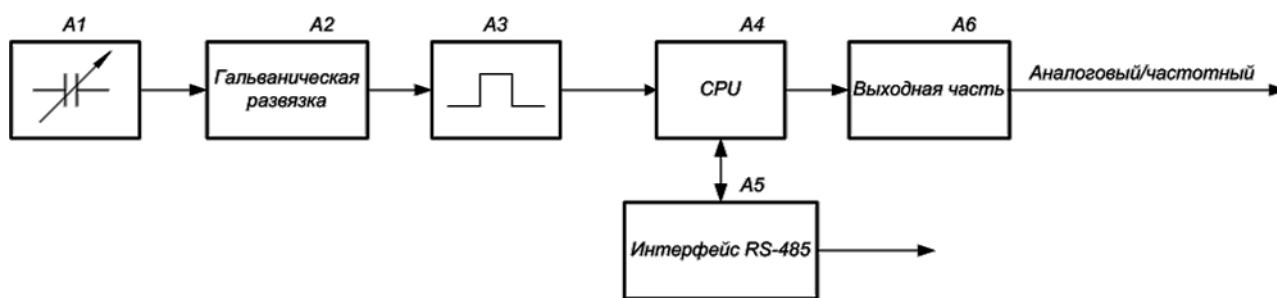 A1
A2
A3
A4
A6
Гальваническая
развязка
CPU
Выходная часть
Аналоговый/частотный
A5
Интерфейс RS-485